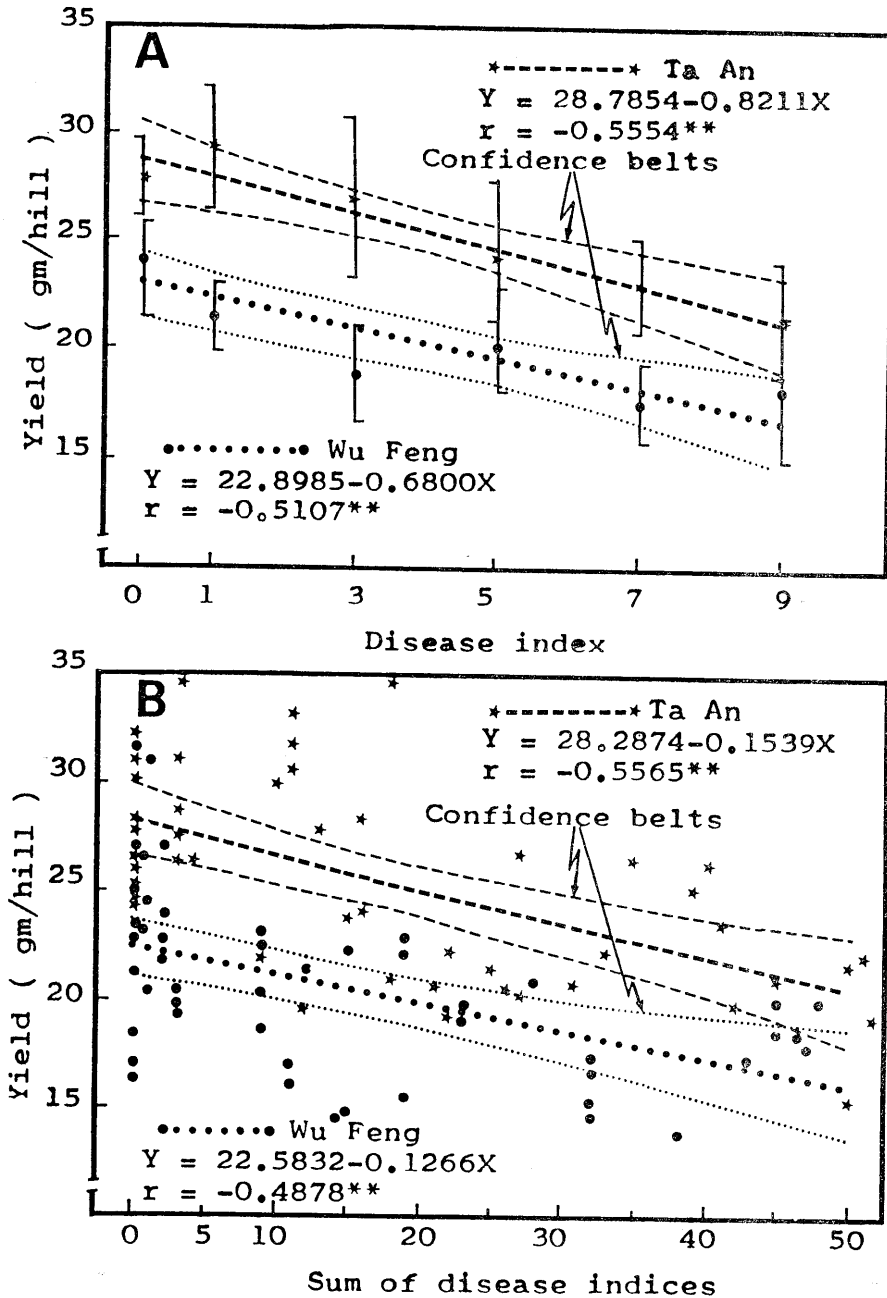 35
A
Ta An
Y = 28.7854-0.8211X
r = -0.5554**
Confidence belts
30
25
20
15
Yield ( gm/hill )
Wu Feng
Y = 22.8985-0.6800X
r = -0.5107**
0 1 3 5 7 9
Disease index
35
B
Ta An
Y = 28.2874-0.1539X
r = -0.5565**
Confidence belts
30
25
20
15
Yield ( gm/hill )
Wu Feng
Y = 22.5832-0.1266X
r = -0.4878**
0 5 10 20 30 40 50
Sum of disease indices